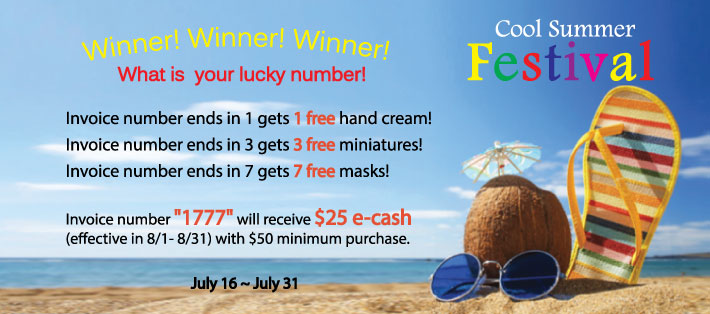 Winner! Winner! Winner!
What is your lucky number!
Cool Summer
Festival
Invoice number ends in 1 gets 1 free hand cream!
Invoice number ends in 3 gets 3 free miniatures!
Invoice number ends in 7 gets 7 free masks!
Invoice number "1777" will receive $25 e-cash
(effective in 8/1- 8/31) with $50 minimum purchase.
July 16 ~ July 31